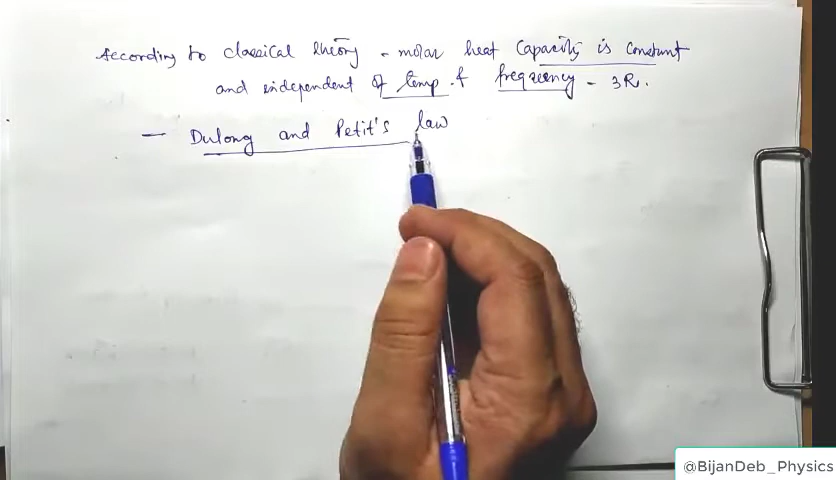 According to classical theory - molar heat capacity is constant
and independent of temp. & frequency - 3R.
— Dulong and Petit's law
@BijanDeb_Physics